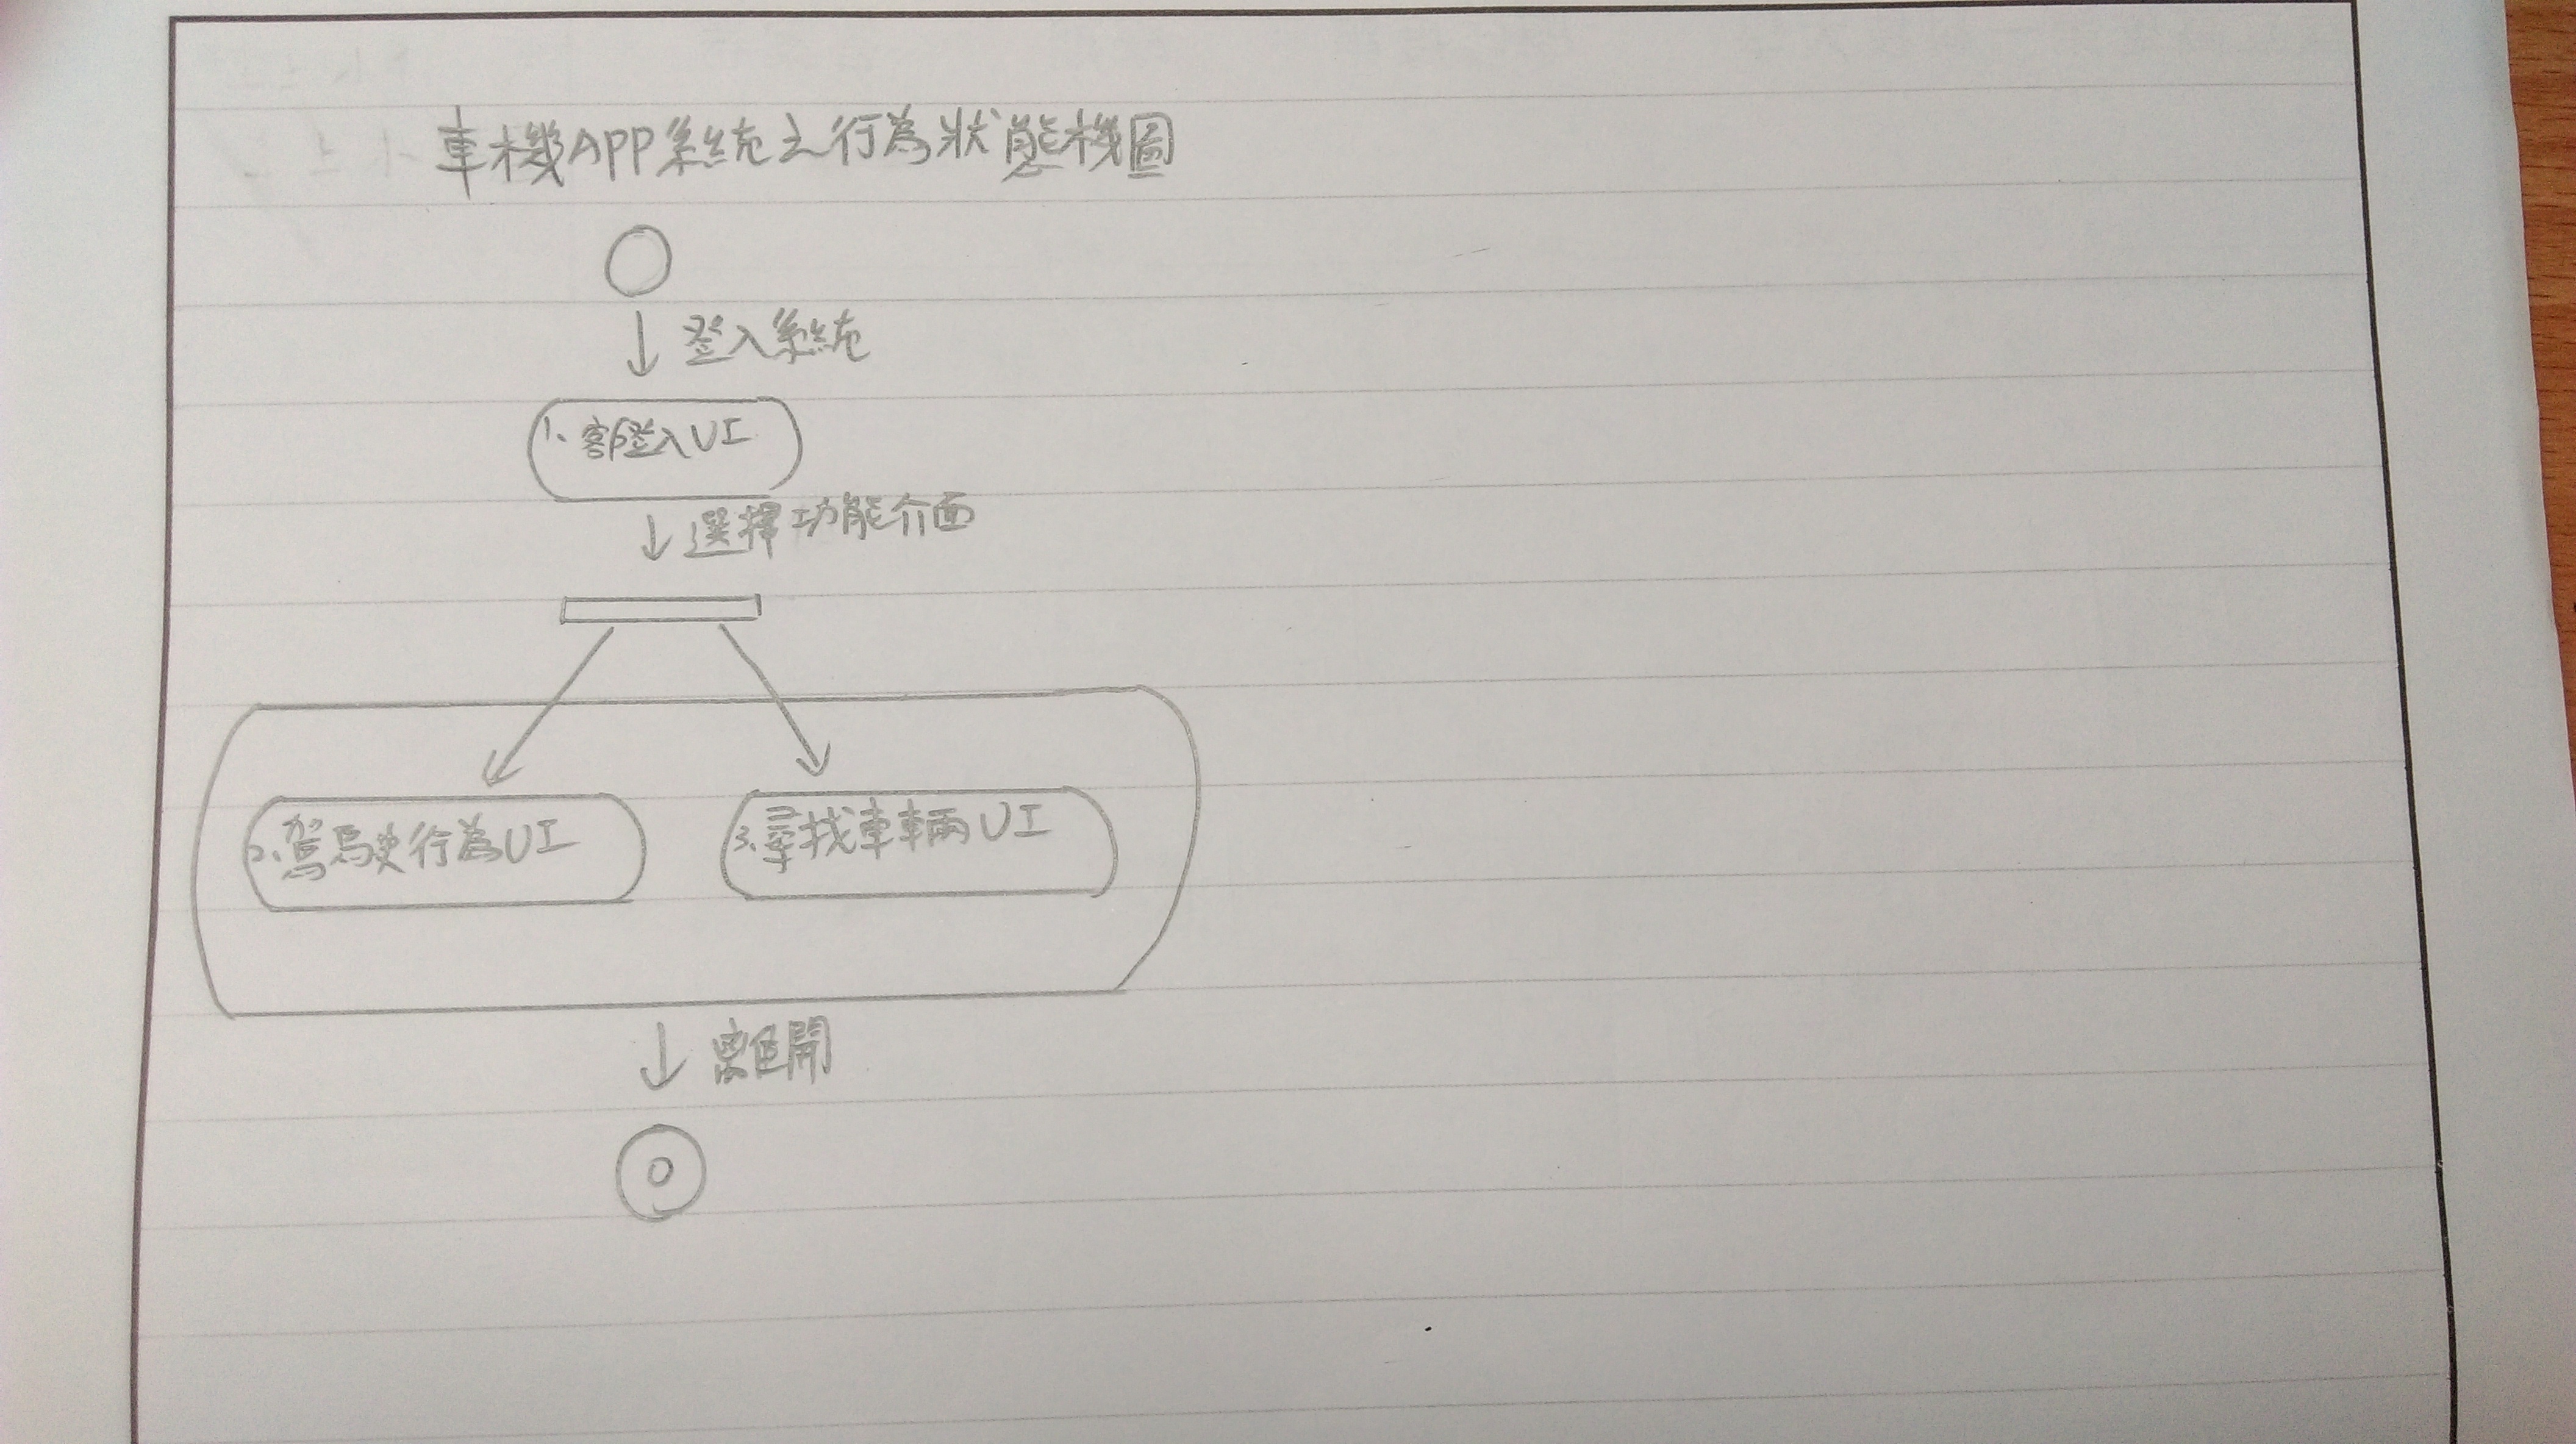 車機APP系統之行為狀態機圖
登入系統
1、客戶登入UI
選擇功能介面
2、駕駛行為UI
3、尋找車輛UI
離開